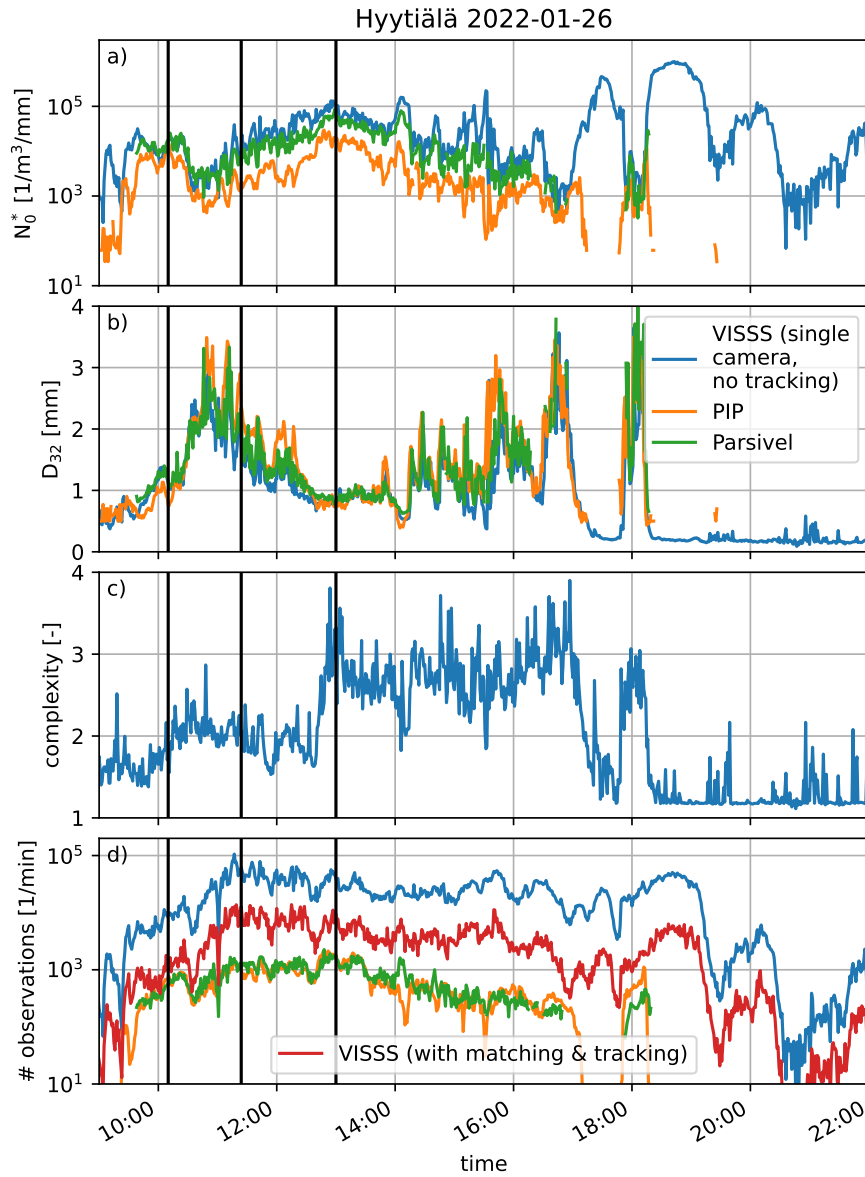 Hyytiälä 2022-01-26
a)
10⁵
10³
10¹
N₀* [1/m³/mm]
b)
4
3
2
1
0
D₃₂ [mm]
VISSS (single
camera,
no tracking)
PIP
Parsivel
c)
4
3
2
1
complexity [-]
d)
10⁵
10³
10¹
# observations [1/min]
VISSS (with matching & tracking)
10:00
12:00
14:00
16:00
18:00
20:00
22:00
time